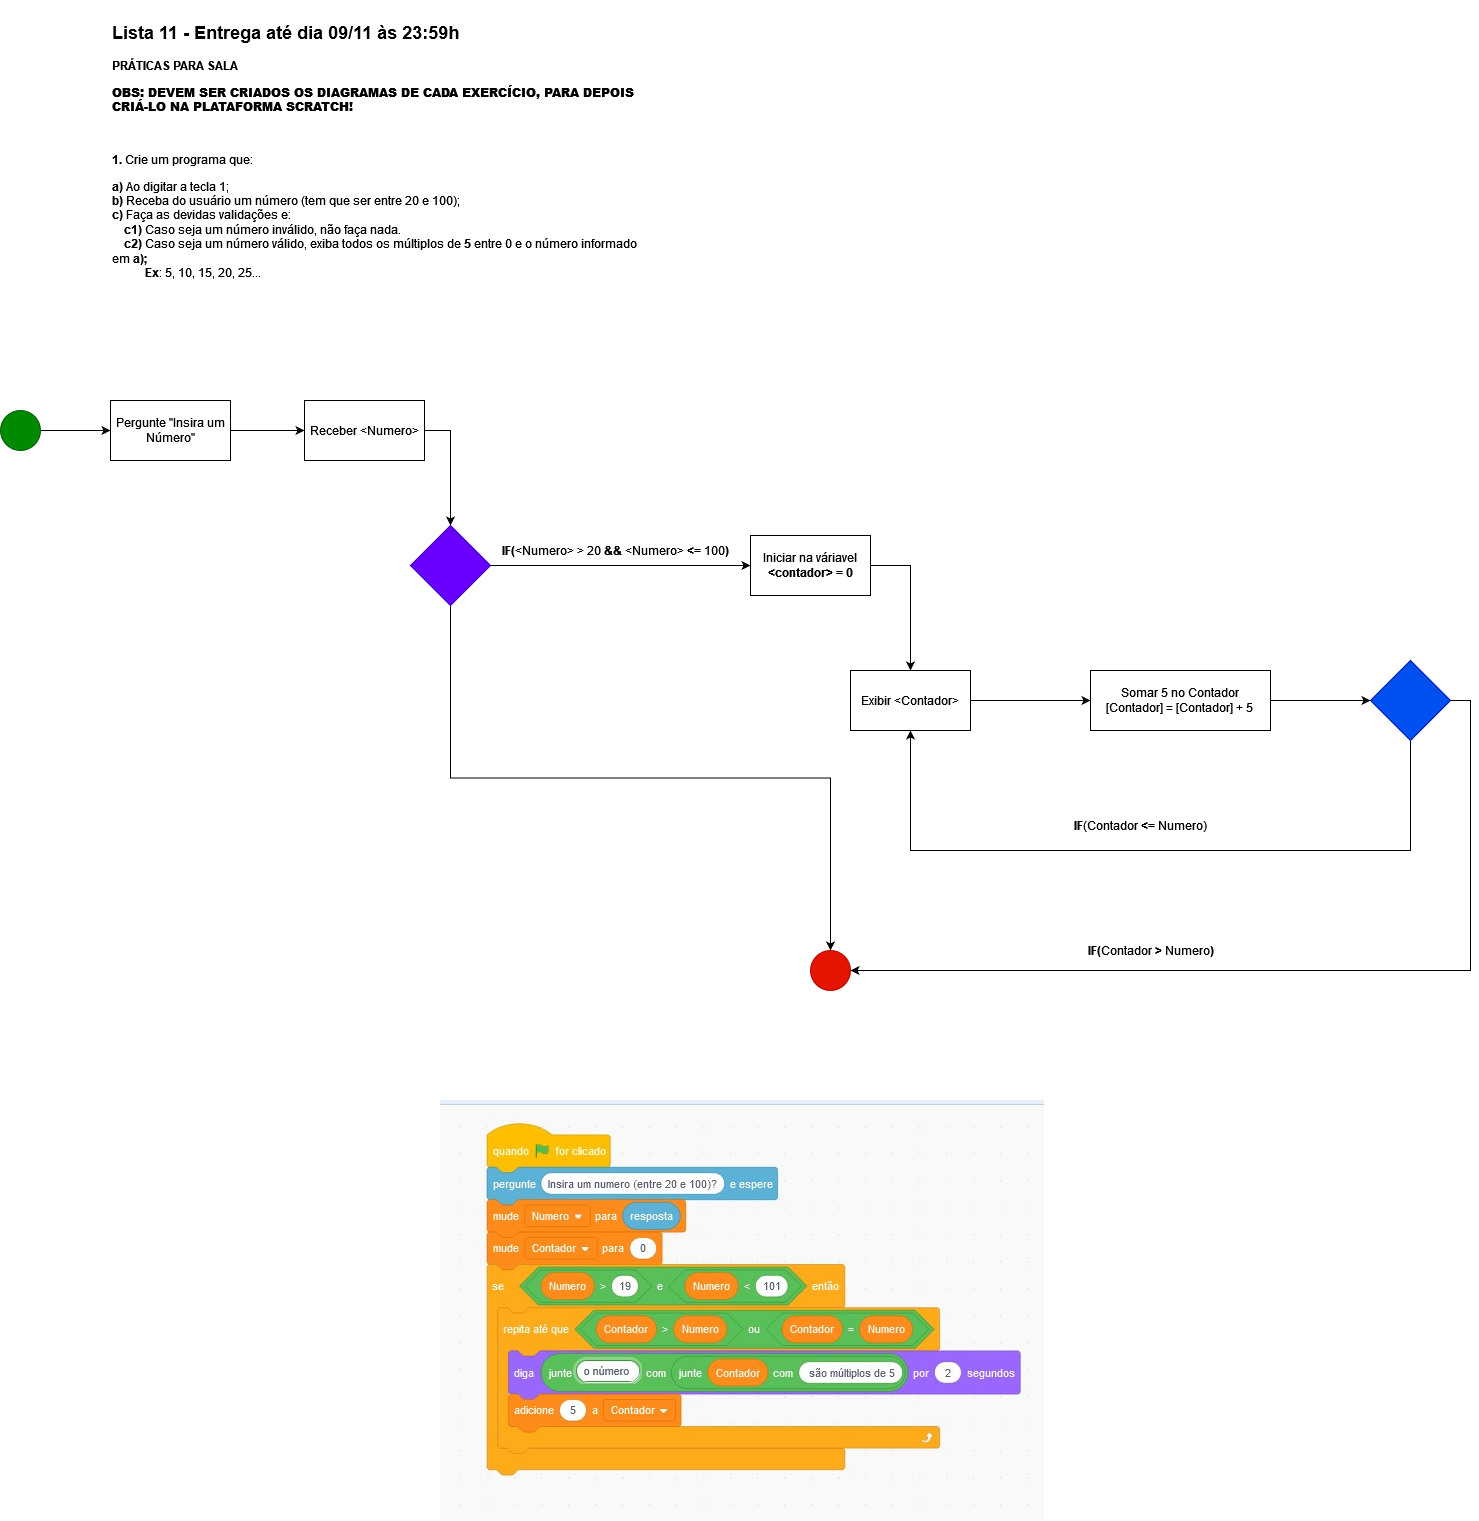 Lista 11 - Entrega até dia 09/11 às 23:59h
PRÁTICAS PARA SALA
OBS: DEVEM SER CRIADOS OS DIAGRAMAS DE CADA EXERCÍCIO, PARA DEPOIS
CRIÁ-LO NA PLATAFORMA SCRATCH!
1. Crie um programa que:
a) Ao digitar a tecla 1;
b) Receba do usuário um número (tem que ser entre 20 e 100);
c) Faça as devidas validações e:
c1) Caso seja um número inválido, não faça nada.
c2) Caso seja um número válido, exiba todos os múltiplos de 5 entre 0 e o número informado
em a);
Ex: 5, 10, 15, 20, 25...
Pergunte "Insira um
Número"
Receber <Numero>
IF(<Numero> > 20 && <Numero> <= 100)
Iniciar na váriavel
<contador> = 0
Exibir <Contador>
Somar 5 no Contador
[Contador] = [Contador] + 5
IF(Contador <= Numero)
IF(Contador > Numero)
quando for clicado
pergunte Insira um numero (entre 20 e 100)? e espere
mude Numero para resposta
mude Contador para 0
se Numero > 19 e Numero < 101 então
repita até que Contador > Numero ou Contador = Numero
diga junte o número com junte Contador com são múltiplos de 5 por 2 segundos
adicione 5 a Contador